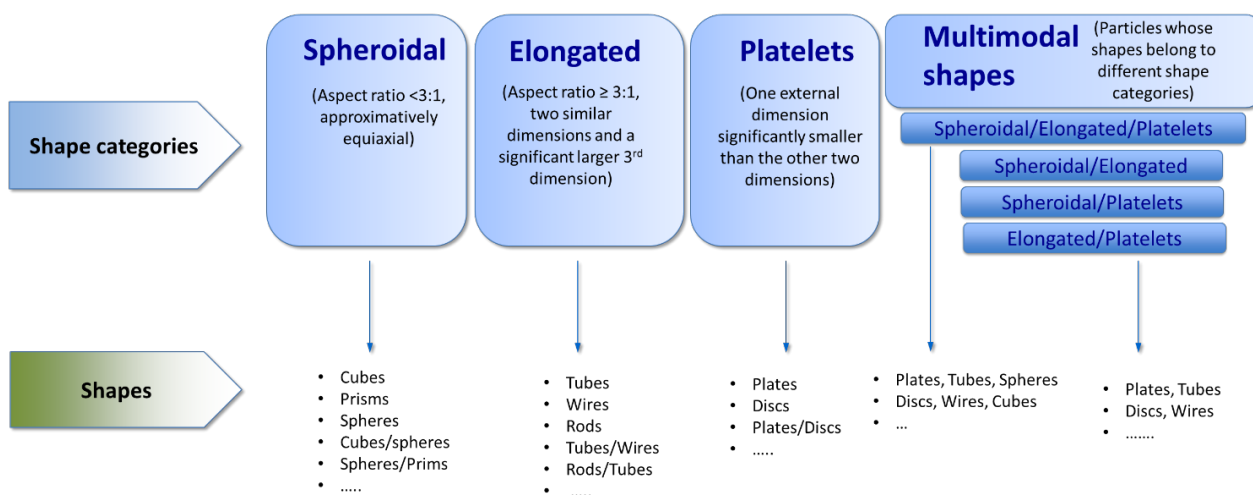 Shape categories
Spheroidal
(Aspect ratio <3:1,
approximatively
equiaxial)
Elongated
(Aspect ratio ≥ 3:1,
two similar
dimensions and a
significant larger 3rd
dimension)
Platelets
(One external
dimension
significantly smaller
than the other two
dimensions)
Multimodal
shapes
(Particles whose
shapes belong to
different shape
categories)
Spheroidal/Elongated/Platelets
Spheroidal/Elongated
Spheroidal/Platelets
Elongated/Platelets
Shapes
• Cubes
• Prisms
• Spheres
• Cubes/spheres
• Spheres/Prims
• .....
• Tubes
• Wires
• Rods
• Tubes/Wires
• Rods/Tubes
• .....
• Plates
• Discs
• Plates/Discs
• .....
• Plates, Tubes, Spheres
• Discs, Wires, Cubes
• ...
• Plates, Tubes
• Discs, Wires
• .......